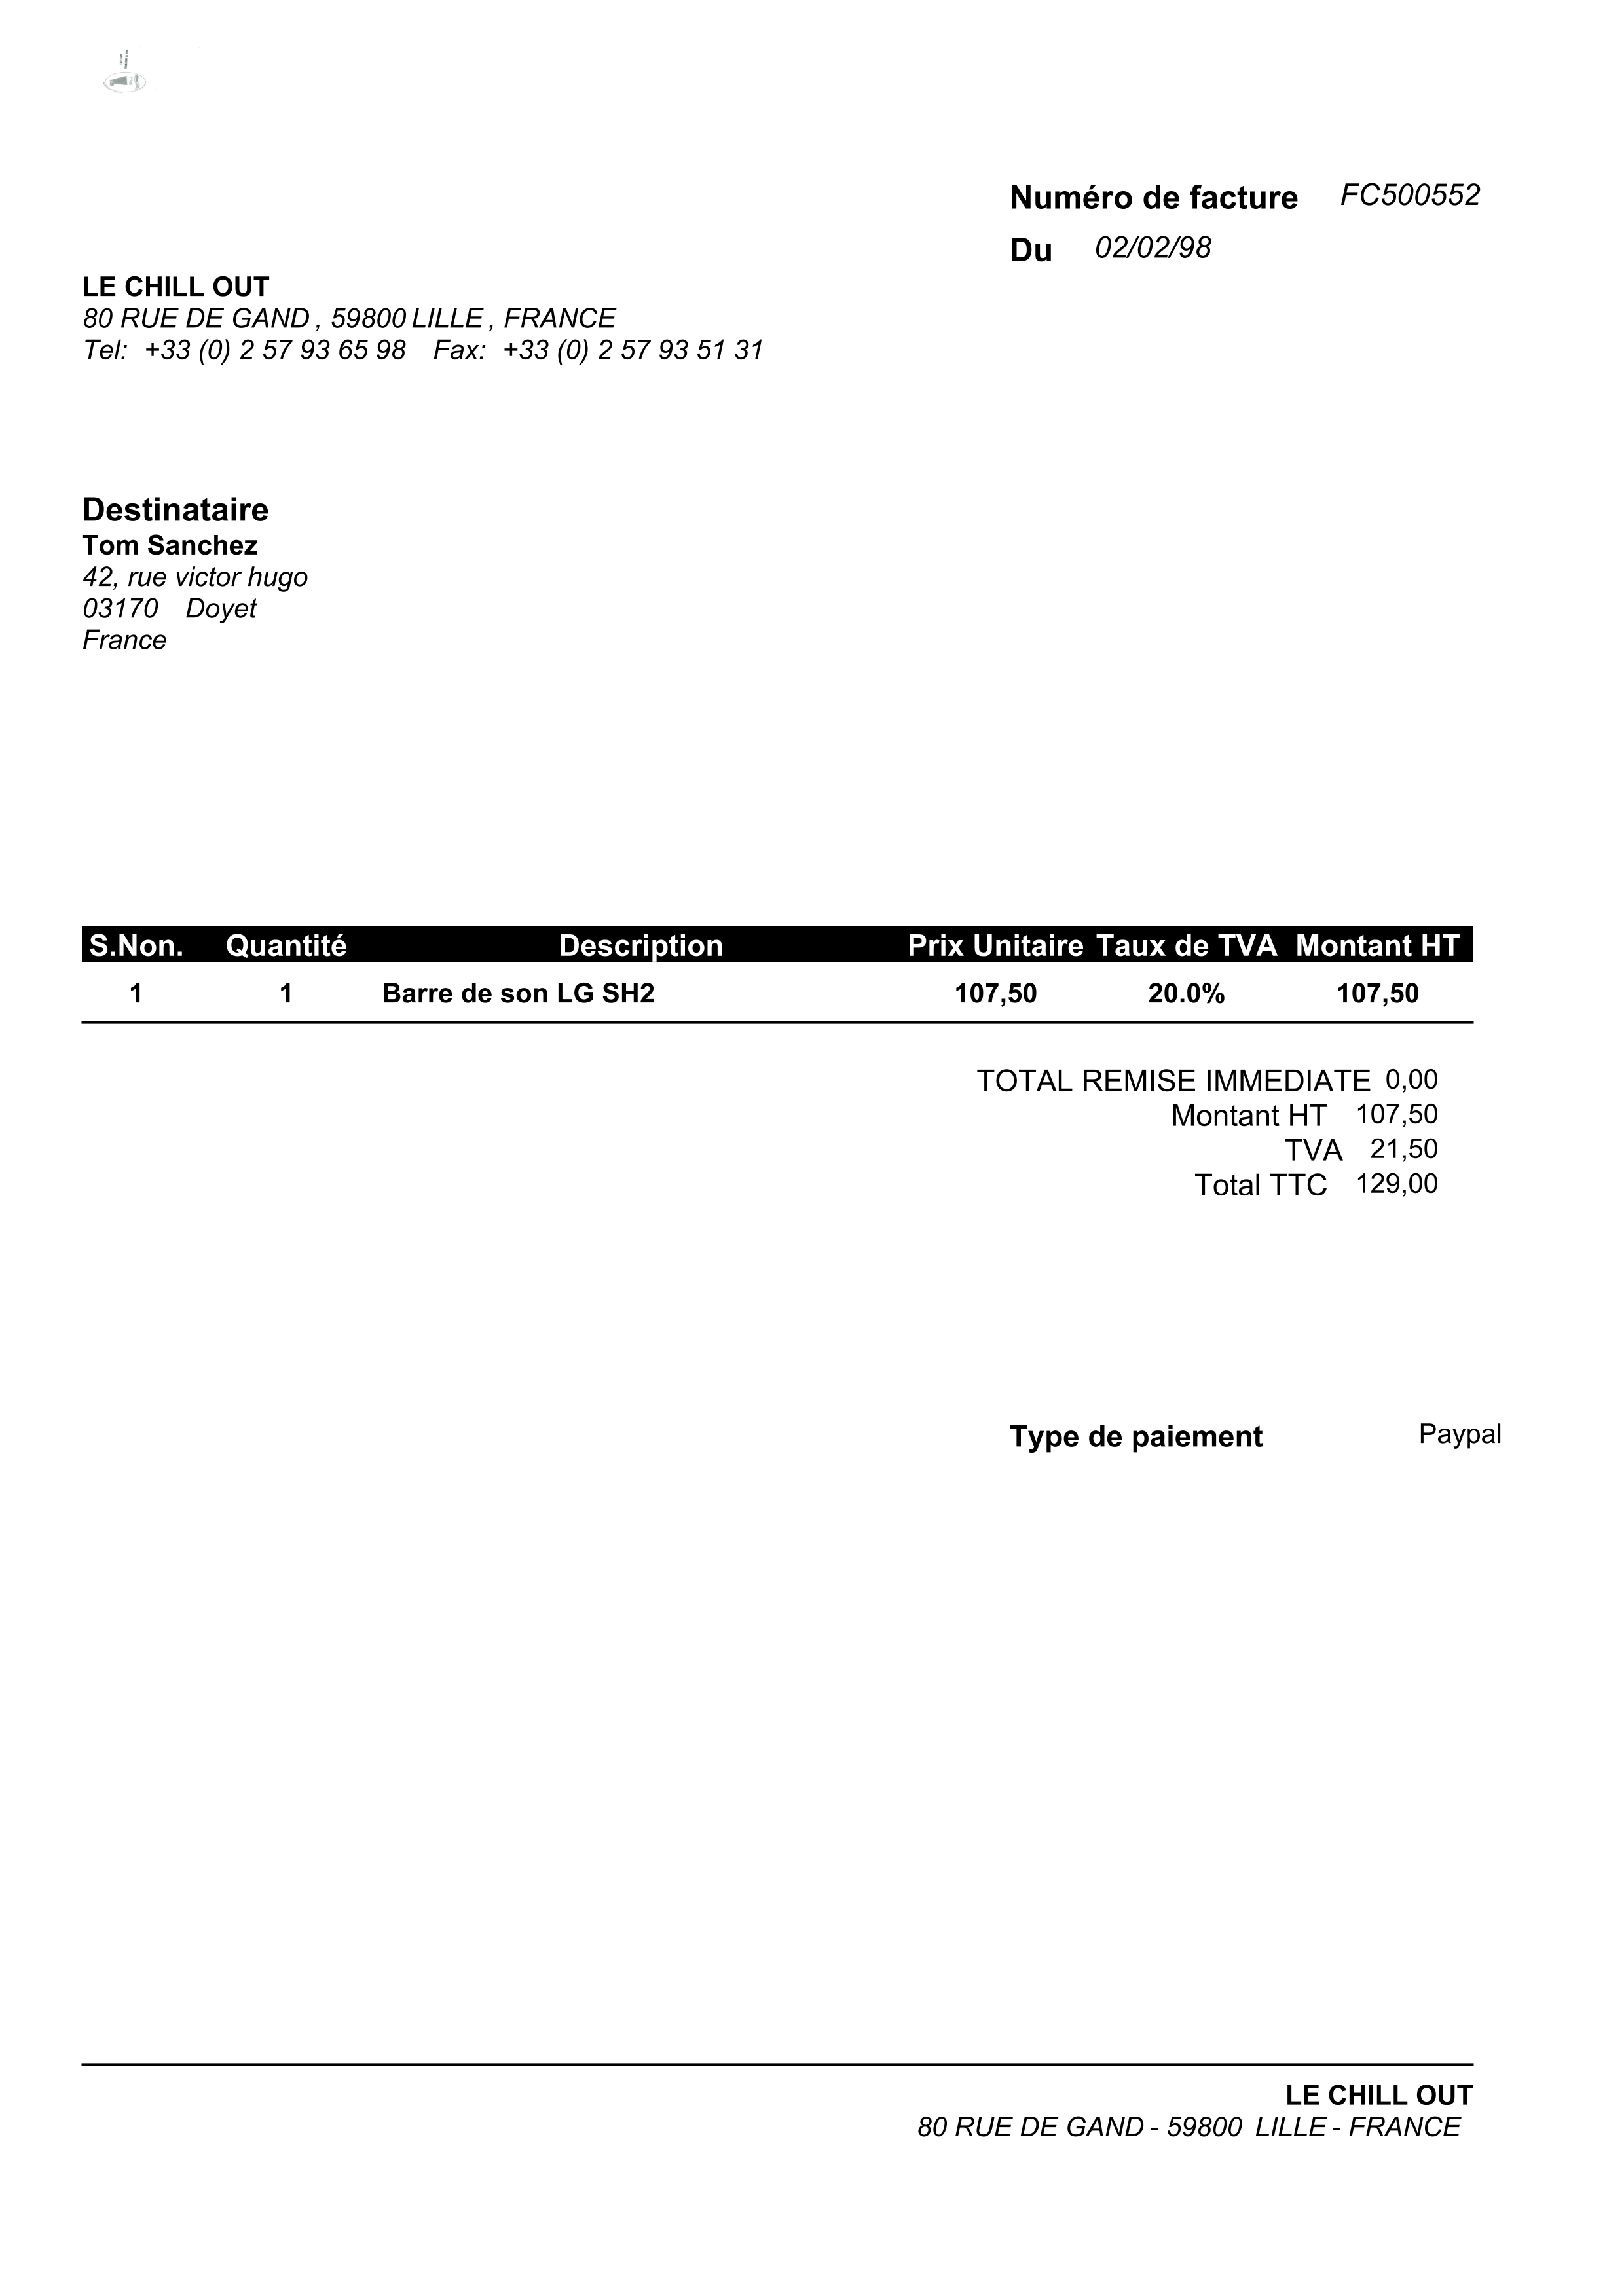 Numéro de facture FC500552
Du 02/02/98
LE CHILL OUT
80 RUE DE GAND , 59800 LILLE , FRANCE
Tel: +33 (0) 2 57 93 65 98 Fax: +33 (0) 2 57 93 51 31
Destinataire
Tom Sanchez
42, rue victor hugo
03170 Doyet
France
S.Non. Quantité Description Prix Unitaire Taux de TVA Montant HT
1 1 Barre de son LG SH2 107,50 20.0% 107,50
TOTAL REMISE IMMEDIATE 0,00
Montant HT 107,50
TVA 21,50
Total TTC 129,00
Type de paiement Paypal
LE CHILL OUT
80 RUE DE GAND - 59800 LILLE - FRANCE